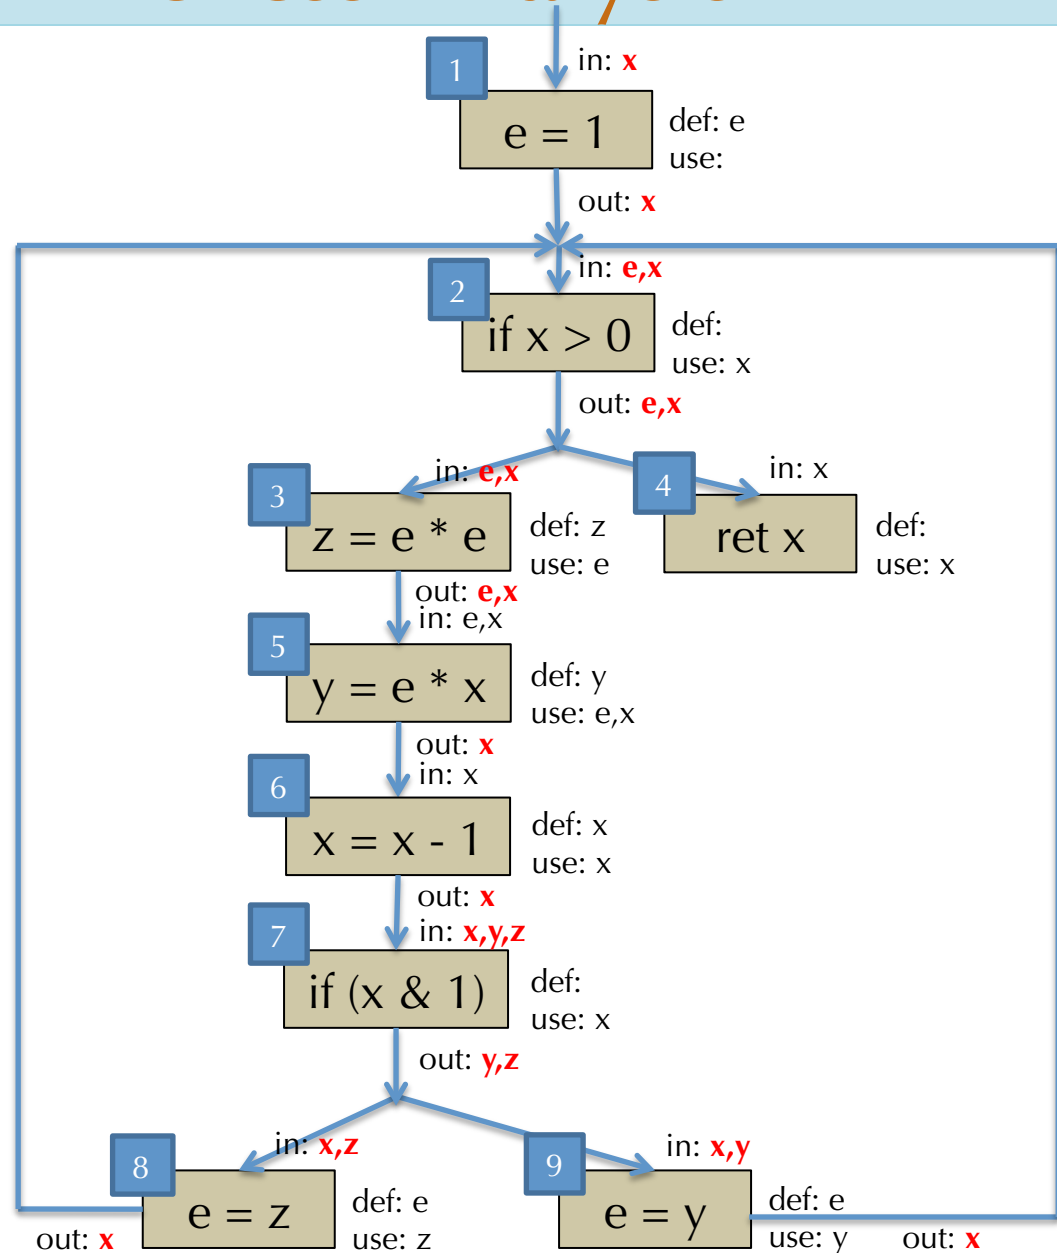 1
in: x
e = 1
def: e
use:
out: x
in: e,x
2
if x > 0
def:
use: x
out: e,x
in: e,x
3
z = e * e
def: z
use: e
out: e,x
in: x
4
ret x
def:
use: x
in: e,x
5
y = e * x
def: y
use: e,x
out: x
in: x
6
x = x - 1
def: x
use: x
out: x
in: x,y,z
7
if (x & 1)
def:
use: x
out: y,z
in: x,z
8
e = z
def: e
use: z
out: x
in: x,y
9
e = y
def: e
use: y
out: x